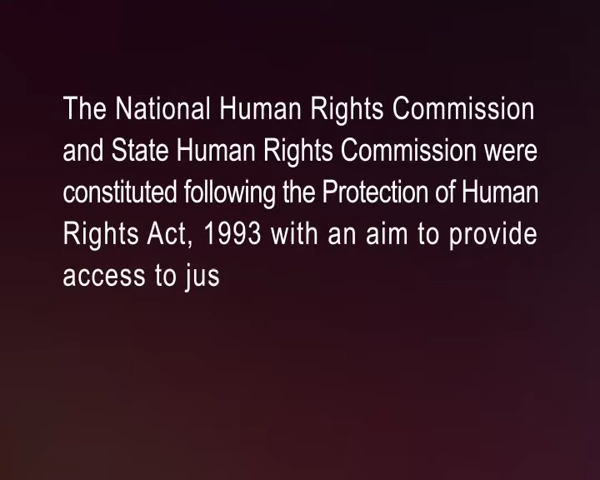 The National Human Rights Commission
and State Human Rights Commission were
constituted following the Protection of Human
Rights Act, 1993 with an aim to provide
access to jus